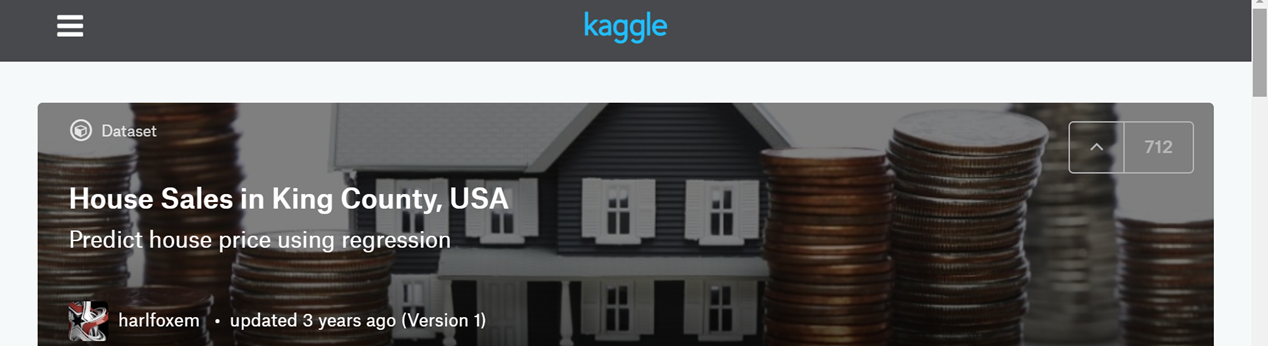 kaggle
Dataset
712
House Sales in King County, USA
Predict house price using regression
harlfoxem • updated 3 years ago (Version 1)